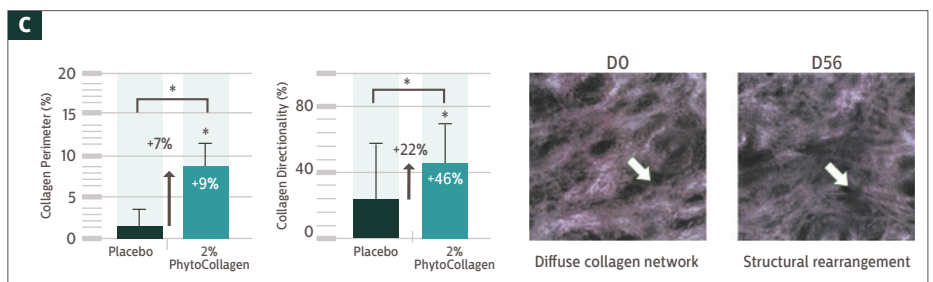 C
Collagen Perimeter (%)
20
15
10
5
0
*
+7%
*
+9%
Placebo
2%
PhytoCollagen
Collagen Directionality (%)
80
40
0
*
*
+22%
+46%
Placebo
2%
PhytoCollagen
D0
Diffuse collagen network
D56
Structural rearrangement